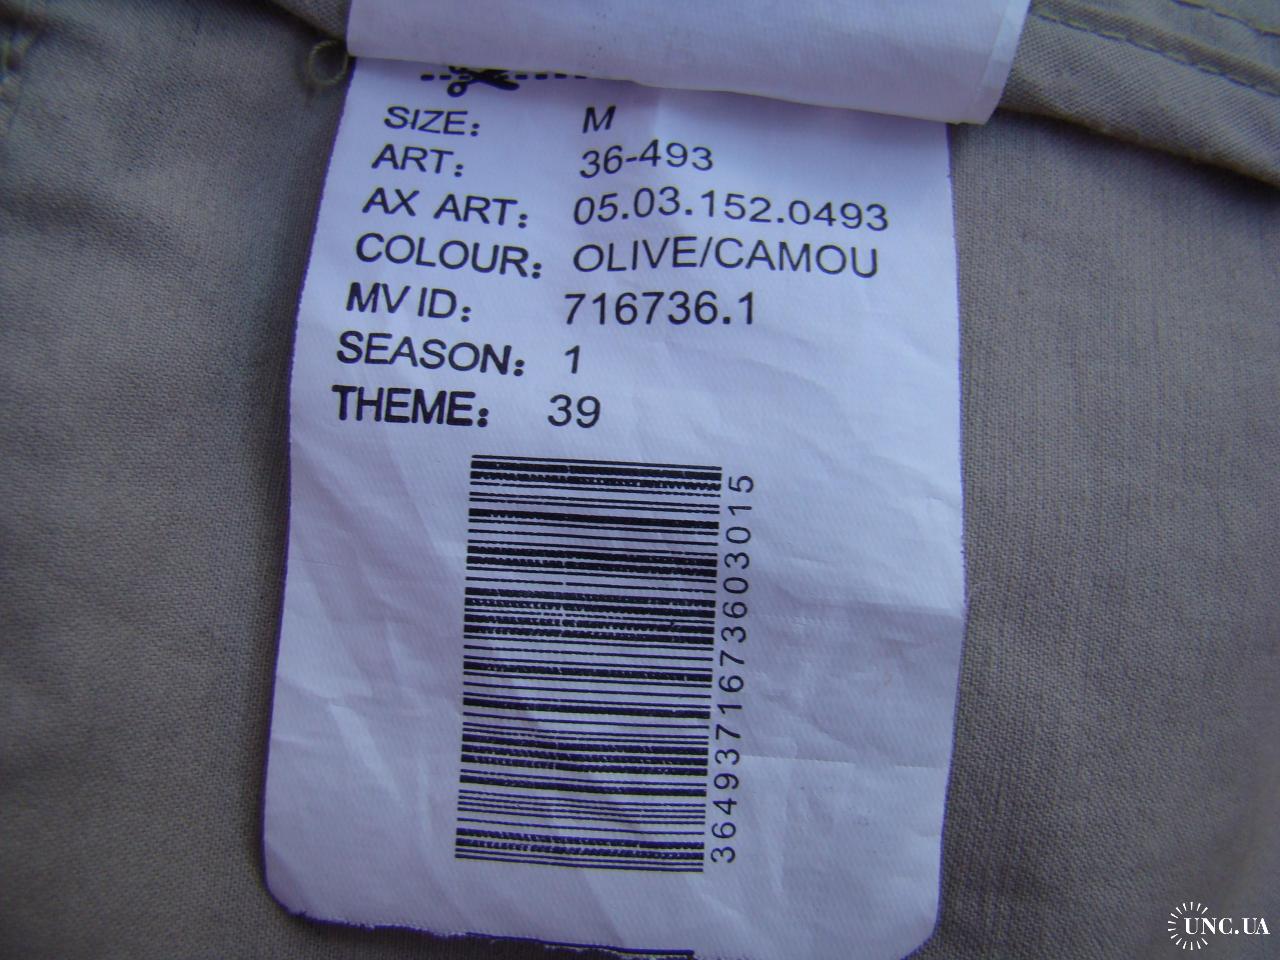 SIZE: M
ART: 36-493
AX ART: 05.03.152.0493
COLOUR: OLIVE/CAMOU
MV ID: 716736.1
SEASON: 1
THEME: 39
3649371673603015
UNC.UA